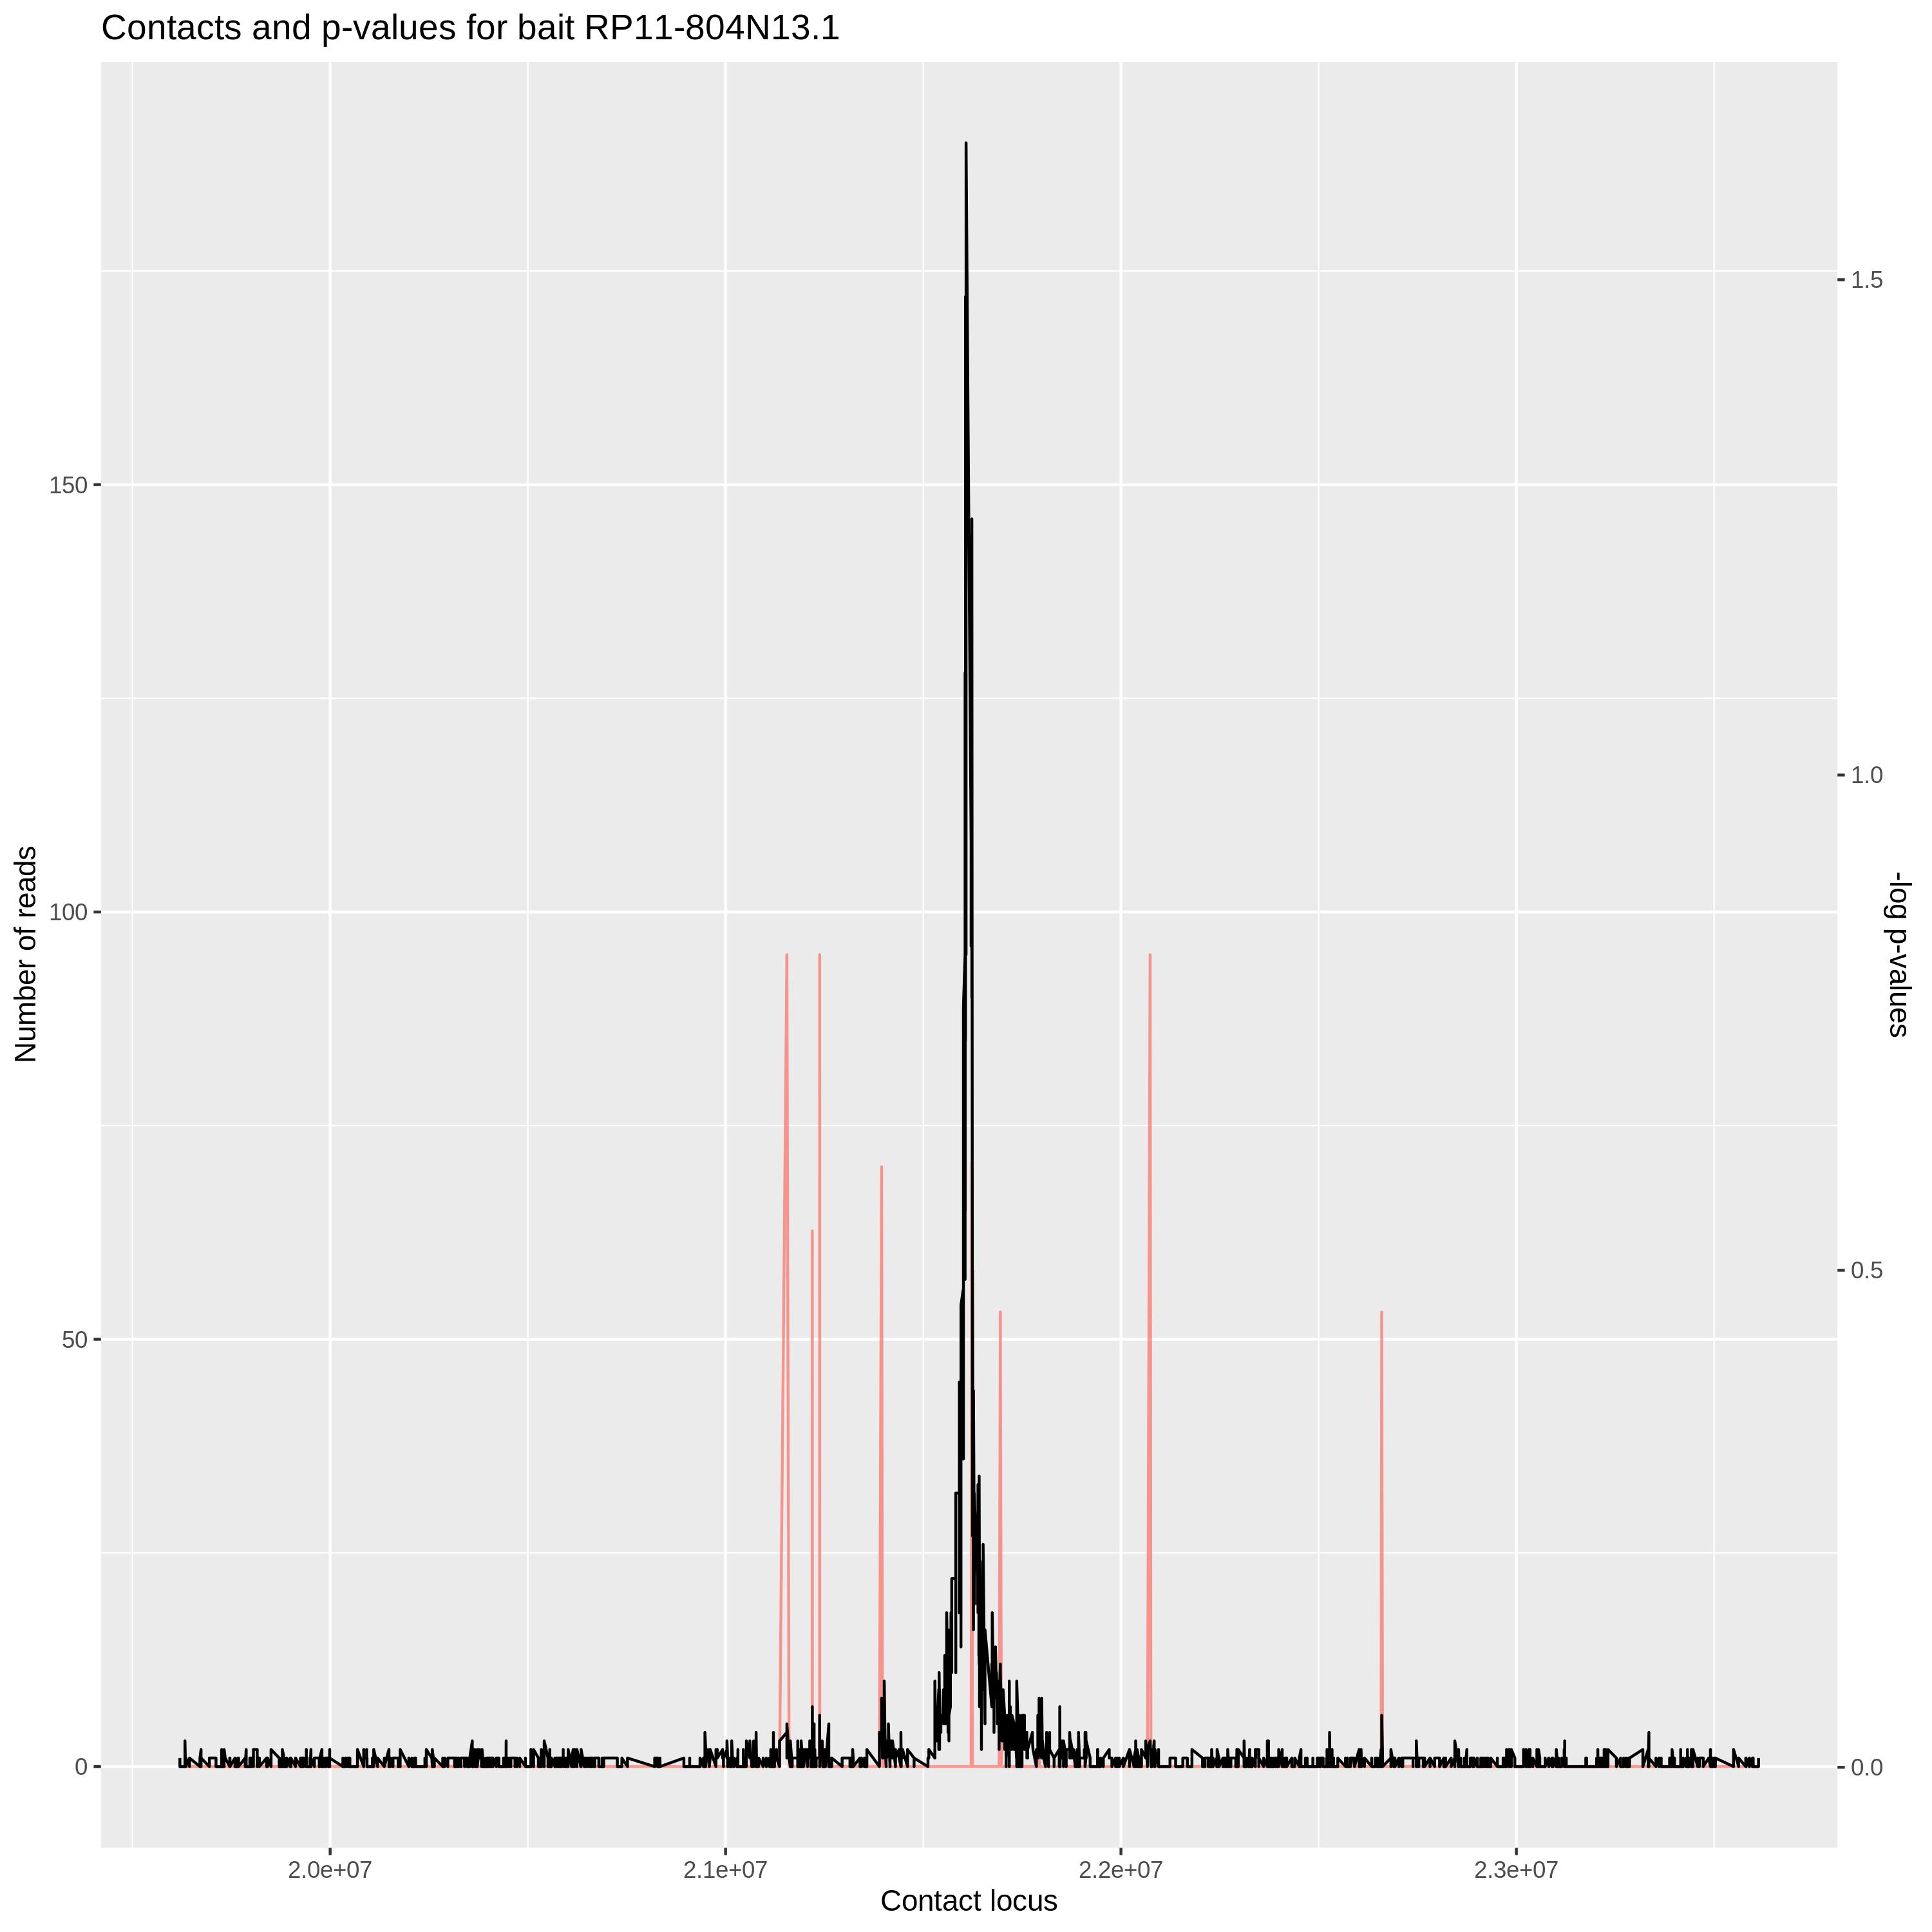 Contacts and p-values for bait RP11-804N13.1
Number of reads
150
100
50
0
1.5
1.0
0.5
0.0
-log p-values
2.0e+07
2.1e+07
2.2e+07
2.3e+07
Contact locus